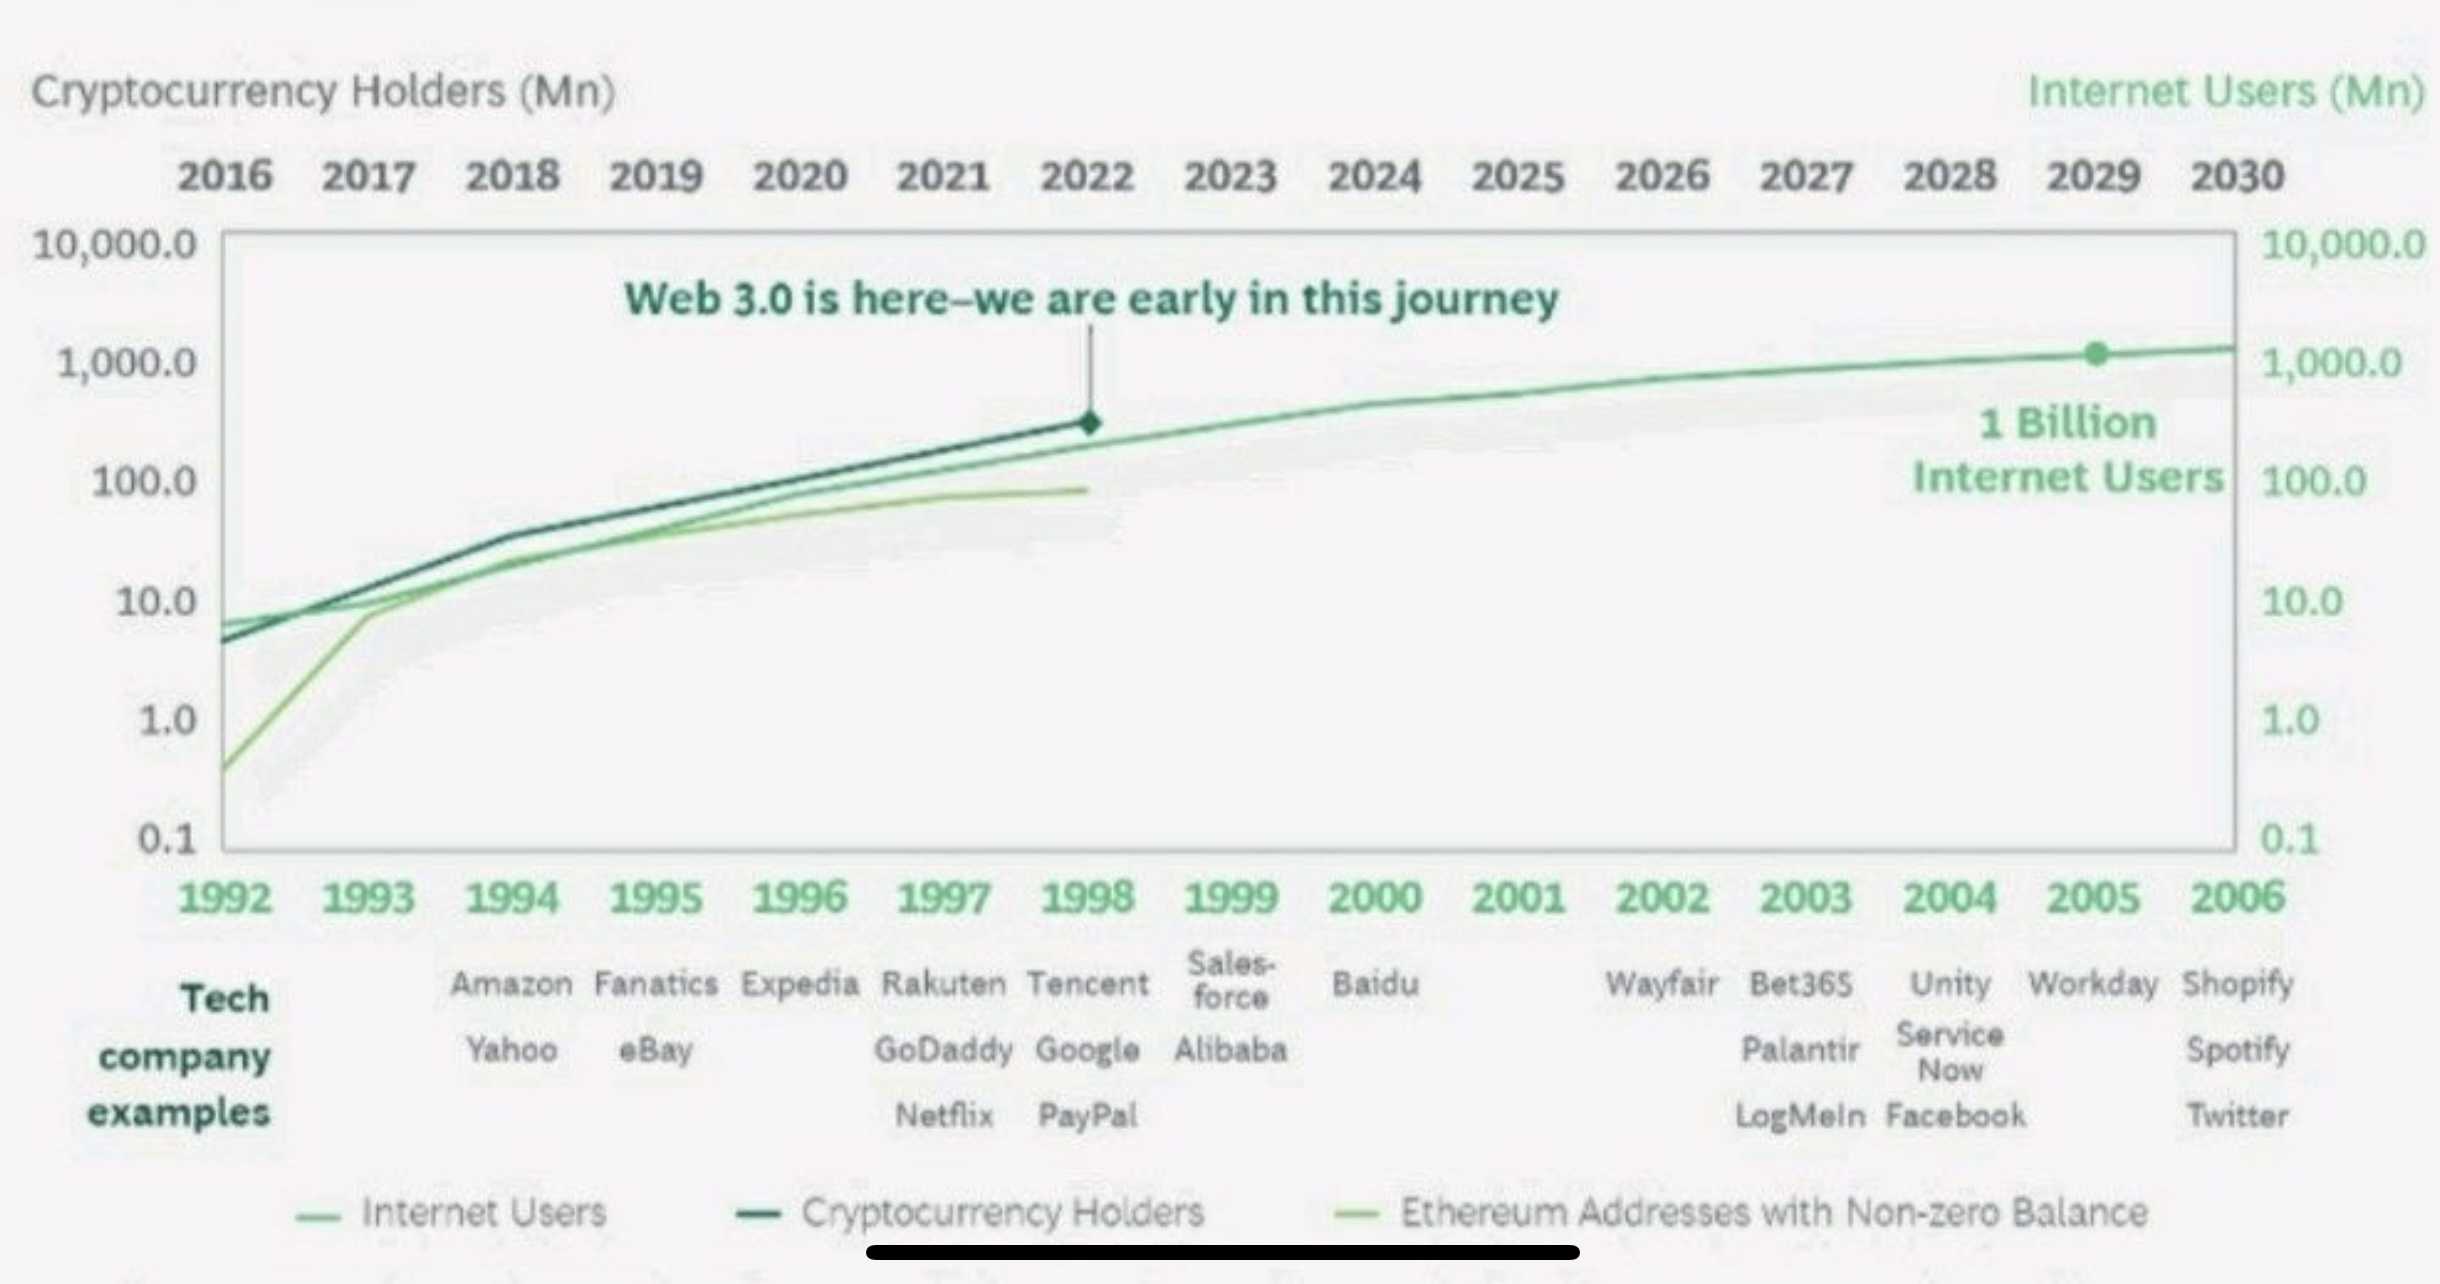 Cryptocurrency Holders (Mn) Internet Users (Mn)
2016 2017 2018 2019 2020 2021 2022 2023 2024 2025 2026 2027 2028 2029 2030
10,000.0 10,000.0
Web 3.0 is here–we are early in this journey
1,000.0 1,000.0
1 Billion
Internet Users
100.0 100.0
10.0 10.0
1.0 1.0
0.1 0.1
1992 1993 1994 1995 1996 1997 1998 1999 2000 2001 2002 2003 2004 2005 2006
Tech
company
examples
Amazon Fanatics Expedia Rakuten Tencent Sales-
force Baidu Wayfair Bet365 Unity Workday Shopify
Yahoo eBay GoDaddy Google Alibaba Palantir Service
Now Spotify
Netflix PayPal LogMeIn Facebook Twitter
Internet Users Cryptocurrency Holders Ethereum Addresses with Non-zero Balance